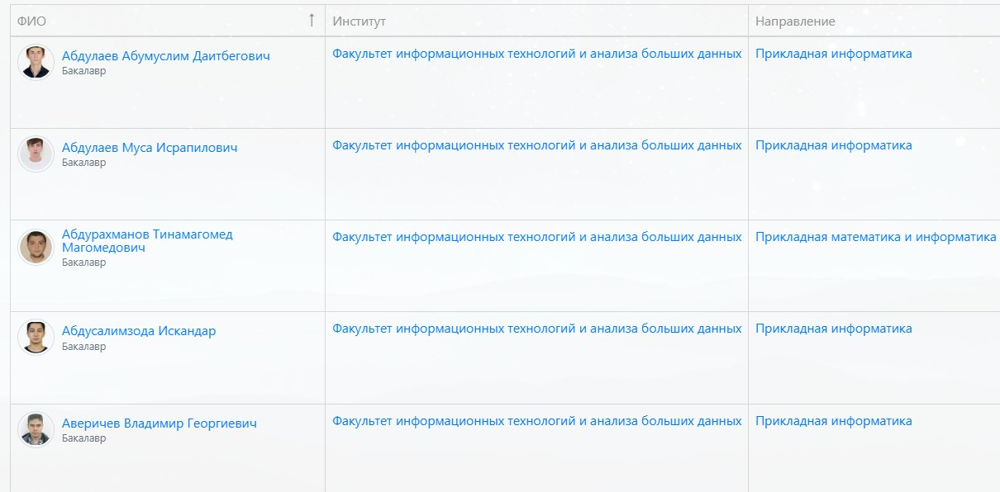 ФИО ↑ Институт Направление
Абдулаев Абумуслим Даитбегович Факультет информационных технологий и анализа больших данных Прикладная информатика
Бакалавр
Абдулаев Муса Исрапилович Факультет информационных технологий и анализа больших данных Прикладная информатика
Бакалавр
Абдурахманов Тинамагомед Факультет информационных технологий и анализа больших данных Прикладная математика и информатика
Магомедович
Бакалавр
Абдусалимзода Искандар Факультет информационных технологий и анализа больших данных Прикладная информатика
Бакалавр
Аверичев Владимир Георгиевич Факультет информационных технологий и анализа больших данных Прикладная информатика
Бакалавр